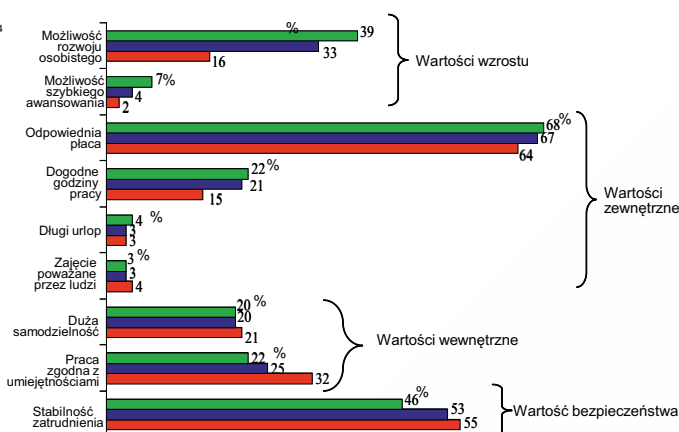 4
Możliwość
rozwoju
osobistego
%
39
33
16
Możliwość
szybkiego
awansowania
7%
4
2
Wartości wzrostu
Odpowiednia
płaca
68%
67
64
Dogodne
godziny
pracy
22%
21
15
Długi urlop
4 %
3
3
Zajęcie
poważane
przez ludzi
3 %
3
4
Wartości
zewnętrzne
Duża
samodzielność
20 %
20
21
Praca
zgodna z
umiejętnościami
22 %
25
32
Wartości wewnętrzne
Stabilność
zatrudnienia
46%
53
55
Wartość bezpieczeństwa